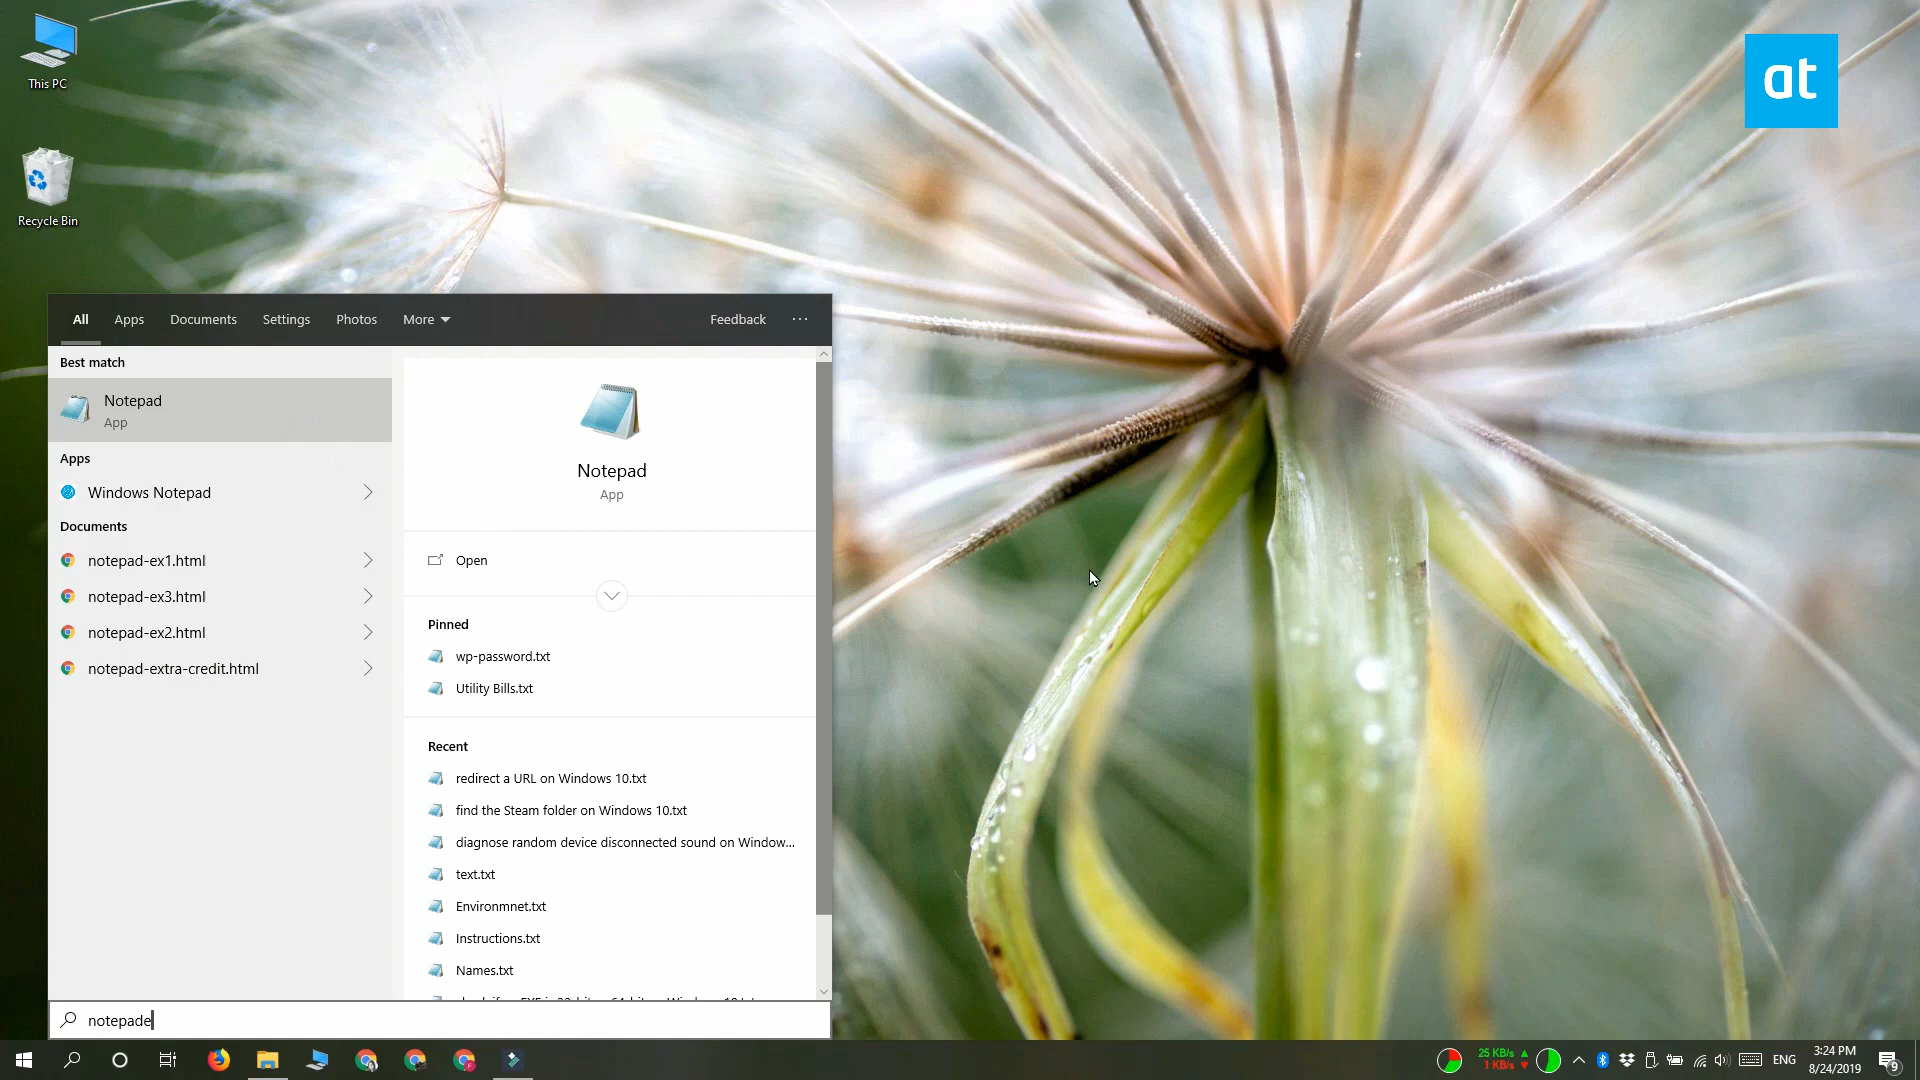 This PC
at
Recycle Bin
All Apps Documents Settings Photos More Feedback
Best match
Notepad
App
Apps
Windows Notepad
Documents
notepad-ex1.html
notepad-ex3.html
notepad-ex2.html
notepad-extra-credit.html
Notepad
App
Open
Pinned
wp-password.txt
Utility Bills.txt
Recent
redirect a URL on Windows 10.txt
find the Steam folder on Windows 10.txt
diagnose random device disconnected sound on Window...
text.txt
Environmnet.txt
Instructions.txt
Names.txt
notepade
25 KB/s
1 KB/s
ENG
3:24 PM
8/24/2019
9